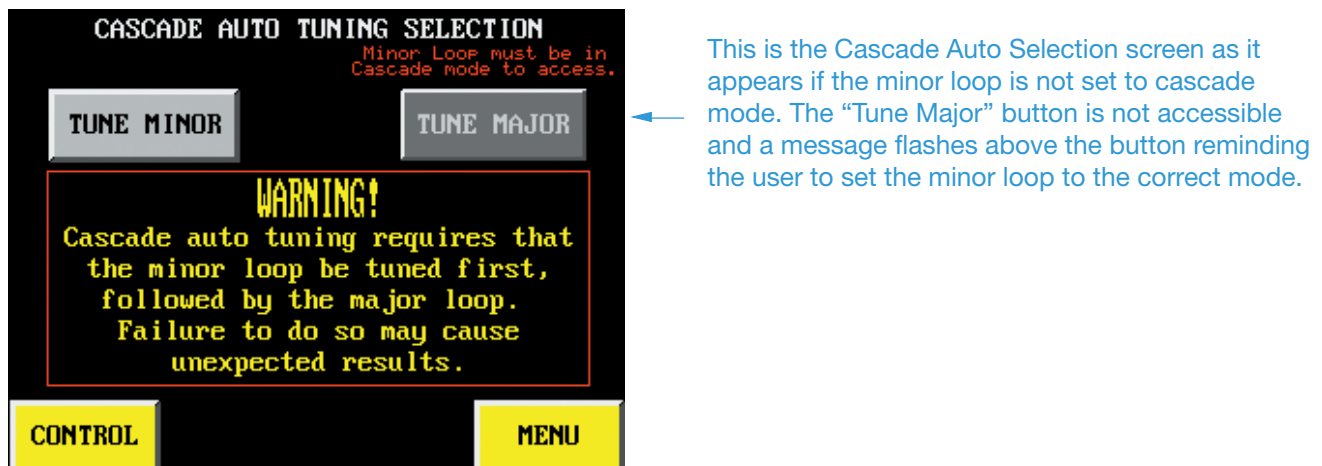 CASCADE AUTO TUNING SELECTION
Minor Loop must be in
Cascade mode to access.
TUNE MINOR
TUNE MAJOR
WARNING!
Cascade auto tuning requires that
the minor loop be tuned first,
followed by the major loop.
Failure to do so may cause
unexpected results.
CONTROL
MENU
This is the Cascade Auto Selection screen as it
appears if the minor loop is not set to cascade
mode. The “Tune Major” button is not accessible
and a message flashes above the button reminding
the user to set the minor loop to the correct mode.